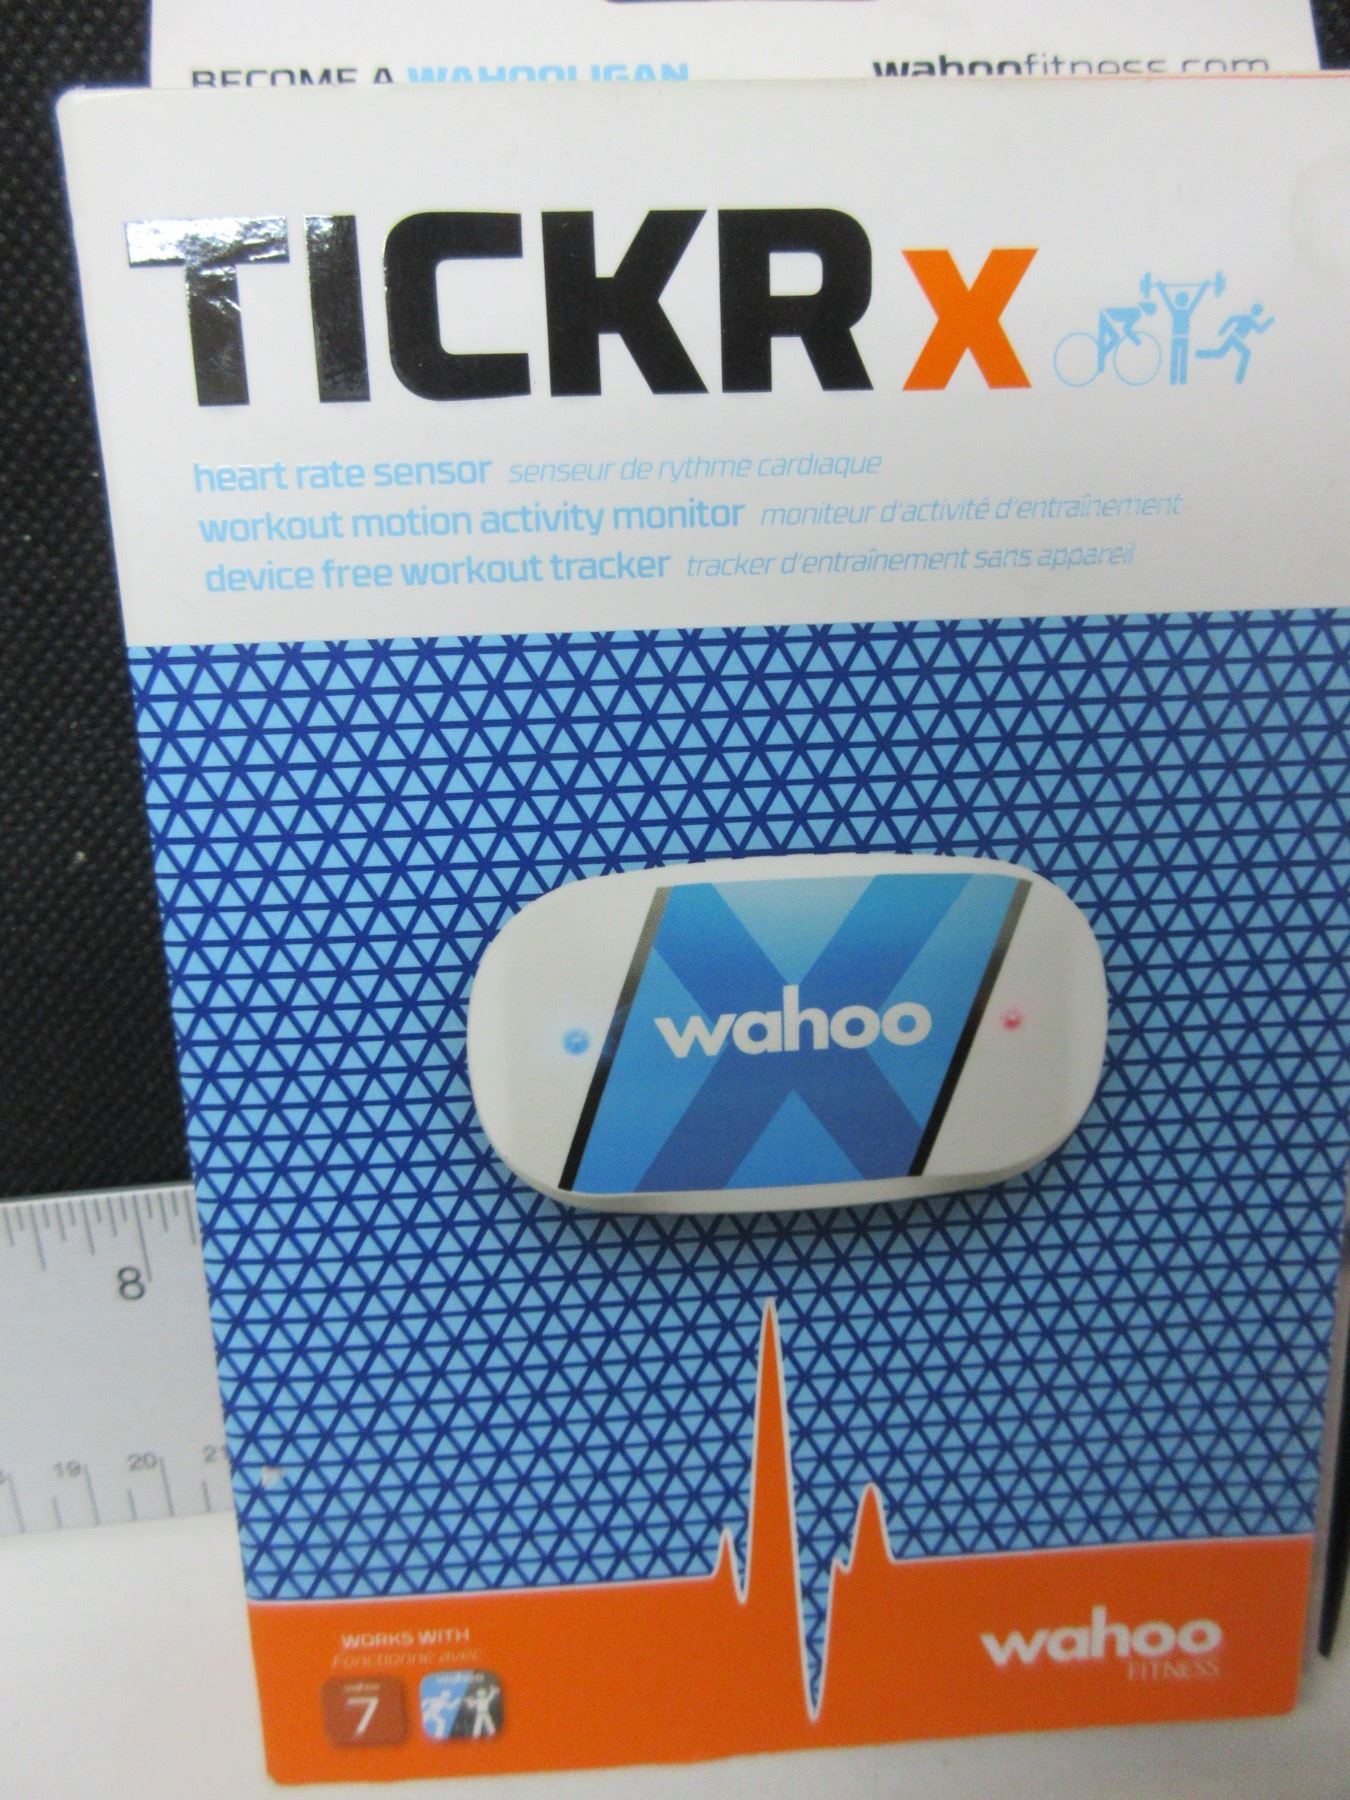 BECOME A WAHOOLIGAN wahoofitness.com
TICKR x
heart rate sensor senseur de rythme cardiaque
workout motion activity monitor moniteur d'activité d'entraînement
device free workout tracker tracker d'entraînement sans appareil
wahoo
8
19 20 21
WORKS WITH
Fonctionne avec
7
wahoo
wahoo
FITNESS